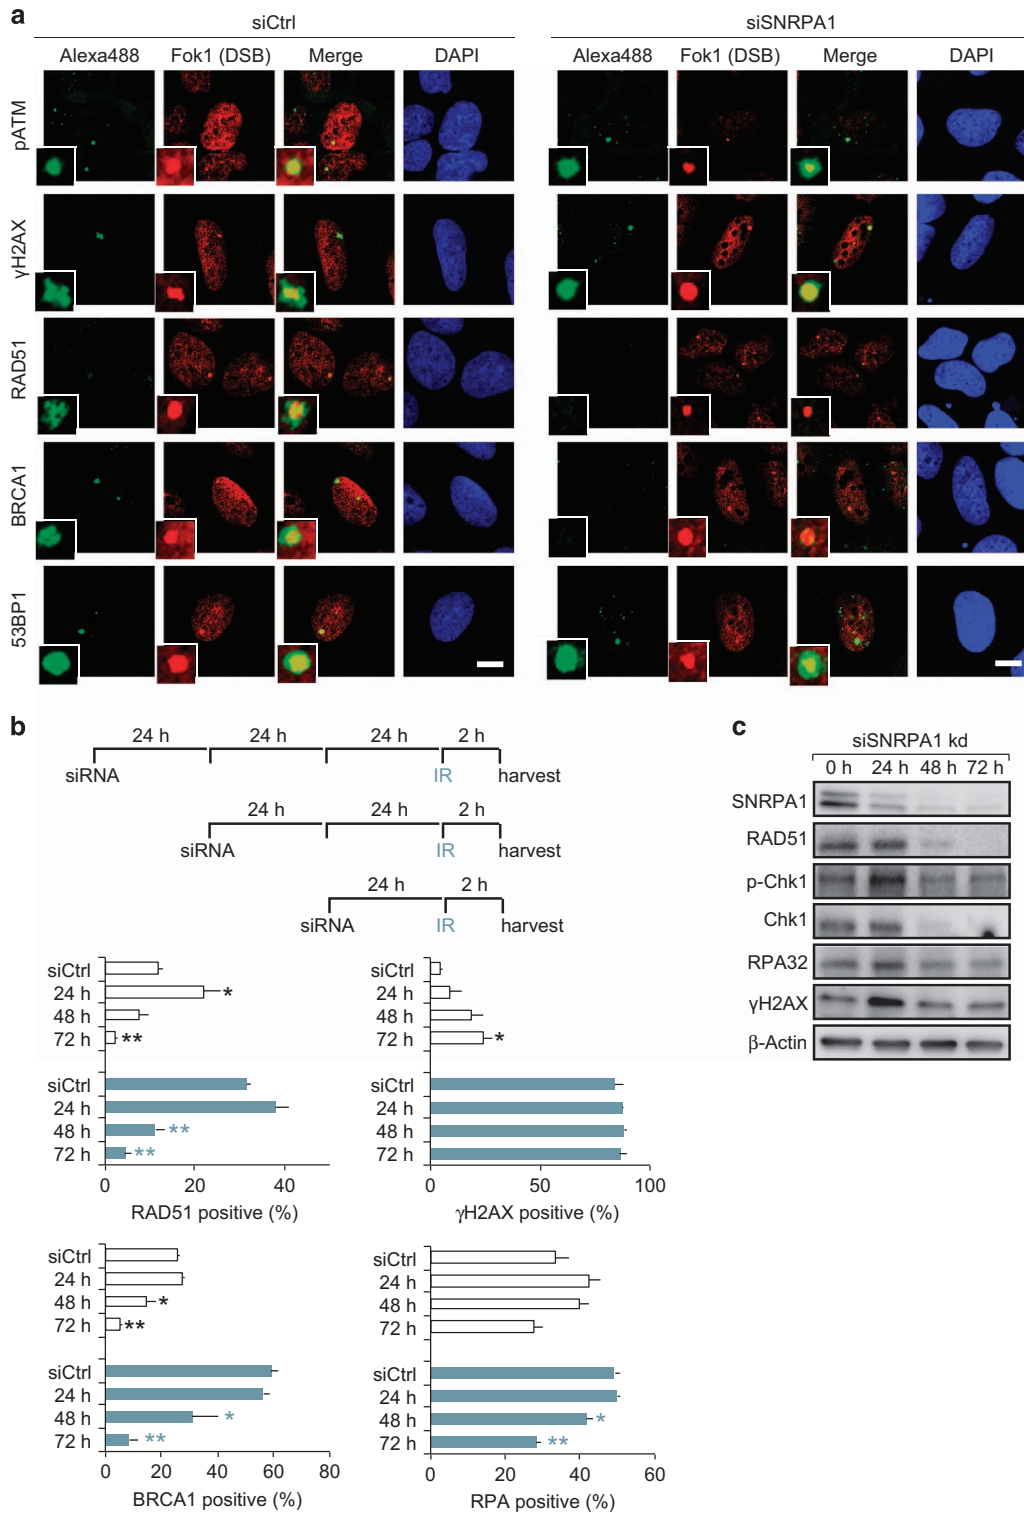 a
siCtrl
siSNRPA1
Alexa488 Fok1 (DSB) Merge DAPI
Alexa488 Fok1 (DSB) Merge DAPI
pATM
γH2AX
RAD51
BRCA1
53BP1
b
24 h 24 h 24 h 2 h
siRNA IR harvest
24 h 24 h 2 h
siRNA IR harvest
24 h 2 h
siRNA IR harvest
siCtrl
24 h *
48 h
72 h **
siCtrl
24 h
48 h **
72 h **
0 20 40
RAD51 positive (%)
siCtrl
24 h
48 h
72 h *
siCtrl
24 h
48 h
72 h
0 50 100
γH2AX positive (%)
siCtrl
24 h
48 h *
72 h **
siCtrl
24 h
48 h *
72 h **
0 20 40 60 80
BRCA1 positive (%)
siCtrl
24 h
48 h
72 h
siCtrl
24 h
48 h *
72 h **
0 20 40 60
RPA positive (%)
c
siSNRPA1 kd
0 h 24 h 48 h 72 h
SNRPA1
RAD51
p-Chk1
Chk1
RPA32
γH2AX
β-Actin